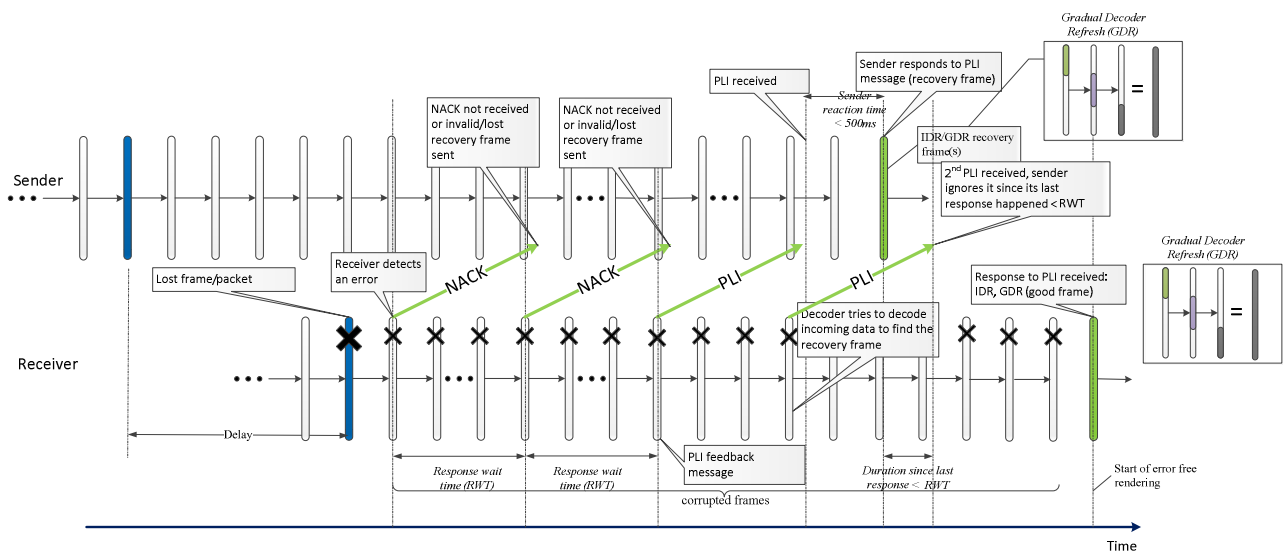 Gradual Decoder
Refresh (GDR)
=
PLI received
Sender responds to PLI
message (recovery frame)
Sender
reaction time
< 500ms
NACK not received
or invalid/lost
recovery frame
sent
NACK not received
or invalid/lost
recovery frame
sent
IDR/GDR recovery
frame(s)
2nd PLI received, sender
ignores it since its last
response happened < RWT
Sender
Gradual Decoder
Refresh (GDR)
=
Lost frame/packet
Receiver detects
an error
NACK
NACK
PLI
PLI
Response to PLI received:
IDR, GDR (good frame)
Decoder tries to decode
incoming data to find the
recovery frame
Receiver
Delay
PLI feedback
message
Response wait
time (RWT)
Response wait
time (RWT)
Duration since last
response < RWT
Start of error free
rendering
corrupted frames
Time